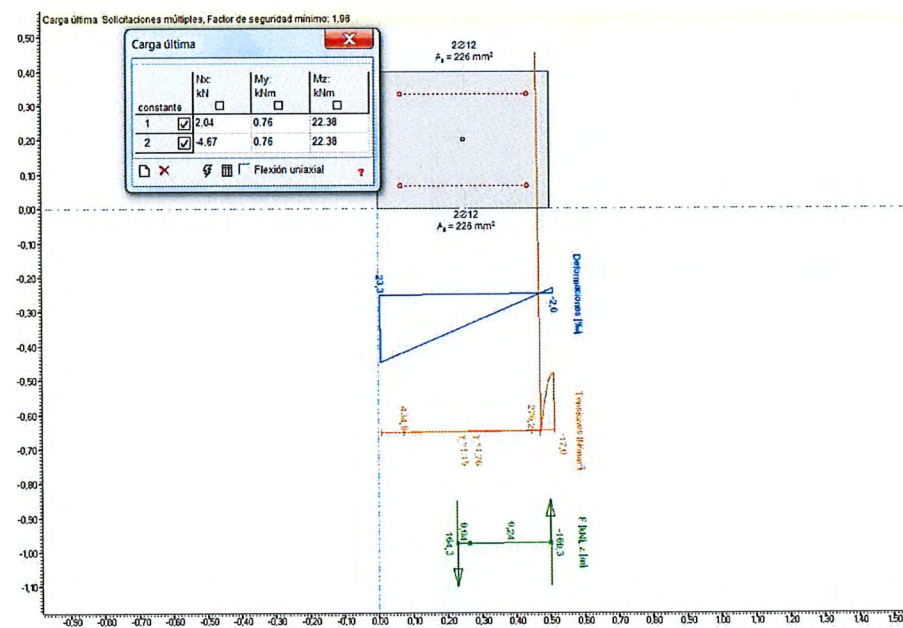 Carga última Solicitaciones múltiples, Factor de seguridad mínimo: 1.96
Carga última
constante
Nx: kN
My: kNm
Mz: kNm
1 2,04 0.76 22.38
2 -4.67 0.76 22.38
Flexión uniaxial ?
2∅12
As = 226 mm²
2∅12
As = 226 mm²
0,50
0,40
0,30
0,20
0,10
0,00
-0,10
-0,20
-0,30
-0,40
-0,50
-0,60
-0,70
-0,80
-0,90
-1,00
-1,10
23,3
-2,0
Deformaciones [‰]
434,8
279,2
-17,0
164,3
0,04
0,24
-160,3
F [kN], z [m]
-0,90 -0,80 -0,70 -0,60 -0,50 -0,40 -0,30 -0,20 -0,10 0,00 0,10 0,20 0,30 0,40 0,50 0,60 0,70 0,80 0,90 1,00 1,10 1,20 1,30 1,40 1,50